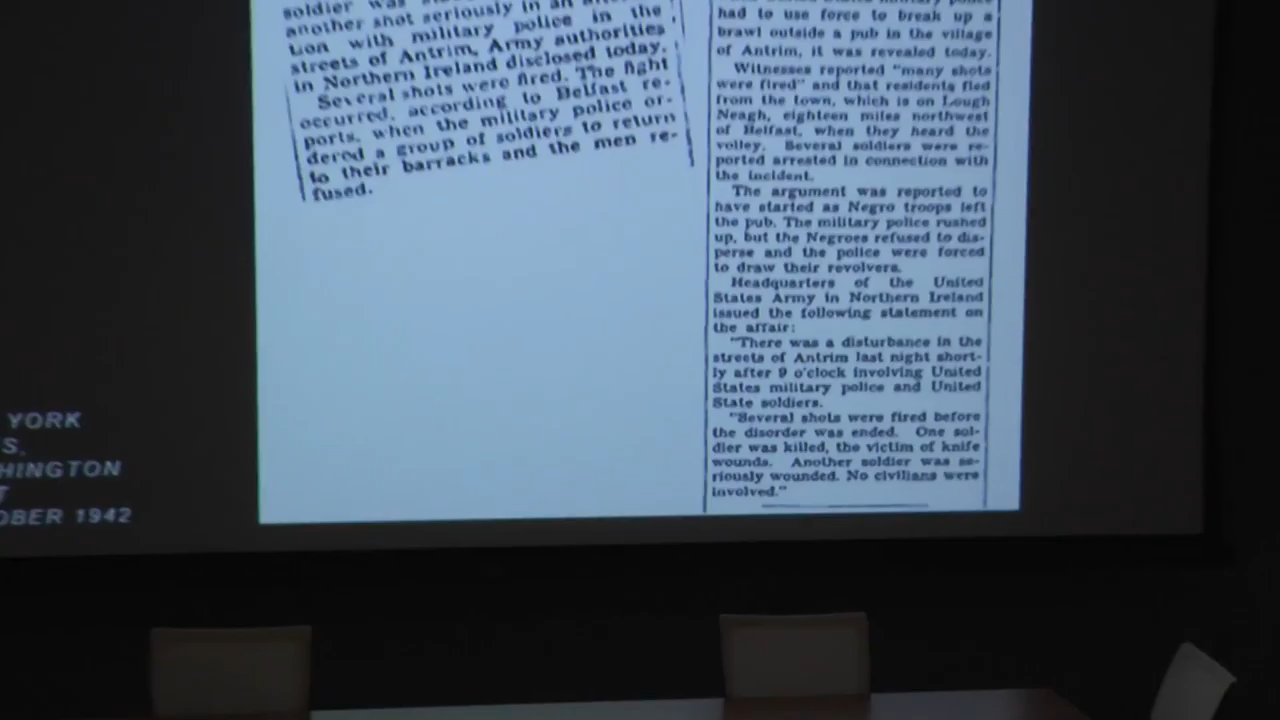 soldier was
another shot seriously in an
tion with military police in the
streets of Antrim, Army authorities
in Northern Ireland disclosed today.
Several shots were fired. The fight
occurred, according to Belfast re-
ports, when the military police or-
dered a group of soldiers to return
to their barracks and the men re-
fused.
had to use force to break up a
brawl outside a pub in the village
of Antrim, it was revealed today.
Witnesses reported "many shots
were fired" and that residents fled
from the town, which is on Lough
Neagh, eighteen miles northwest
of Belfast, when they heard the
volley. Several soldiers were re-
ported arrested in connection with
the incident.
The argument was reported to
have started as Negro troops left
the pub. The military police rushed
up, but the Negroes refused to dis-
perse and the police were forced
to draw their revolvers.
Headquarters of the United
States Army in Northern Ireland
issued the following statement on
the affair:
"There was a disturbance in the
streets of Antrim last night short-
ly after 9 o'clock involving United
States military police and United
State soldiers.
"Several shots were fired before
the disorder was ended. One sol-
dier was killed, the victim of knife
wounds. Another soldier was se-
riously wounded. No civilians were
involved."
YORK
S,
HINGTON
T
OBER 1942